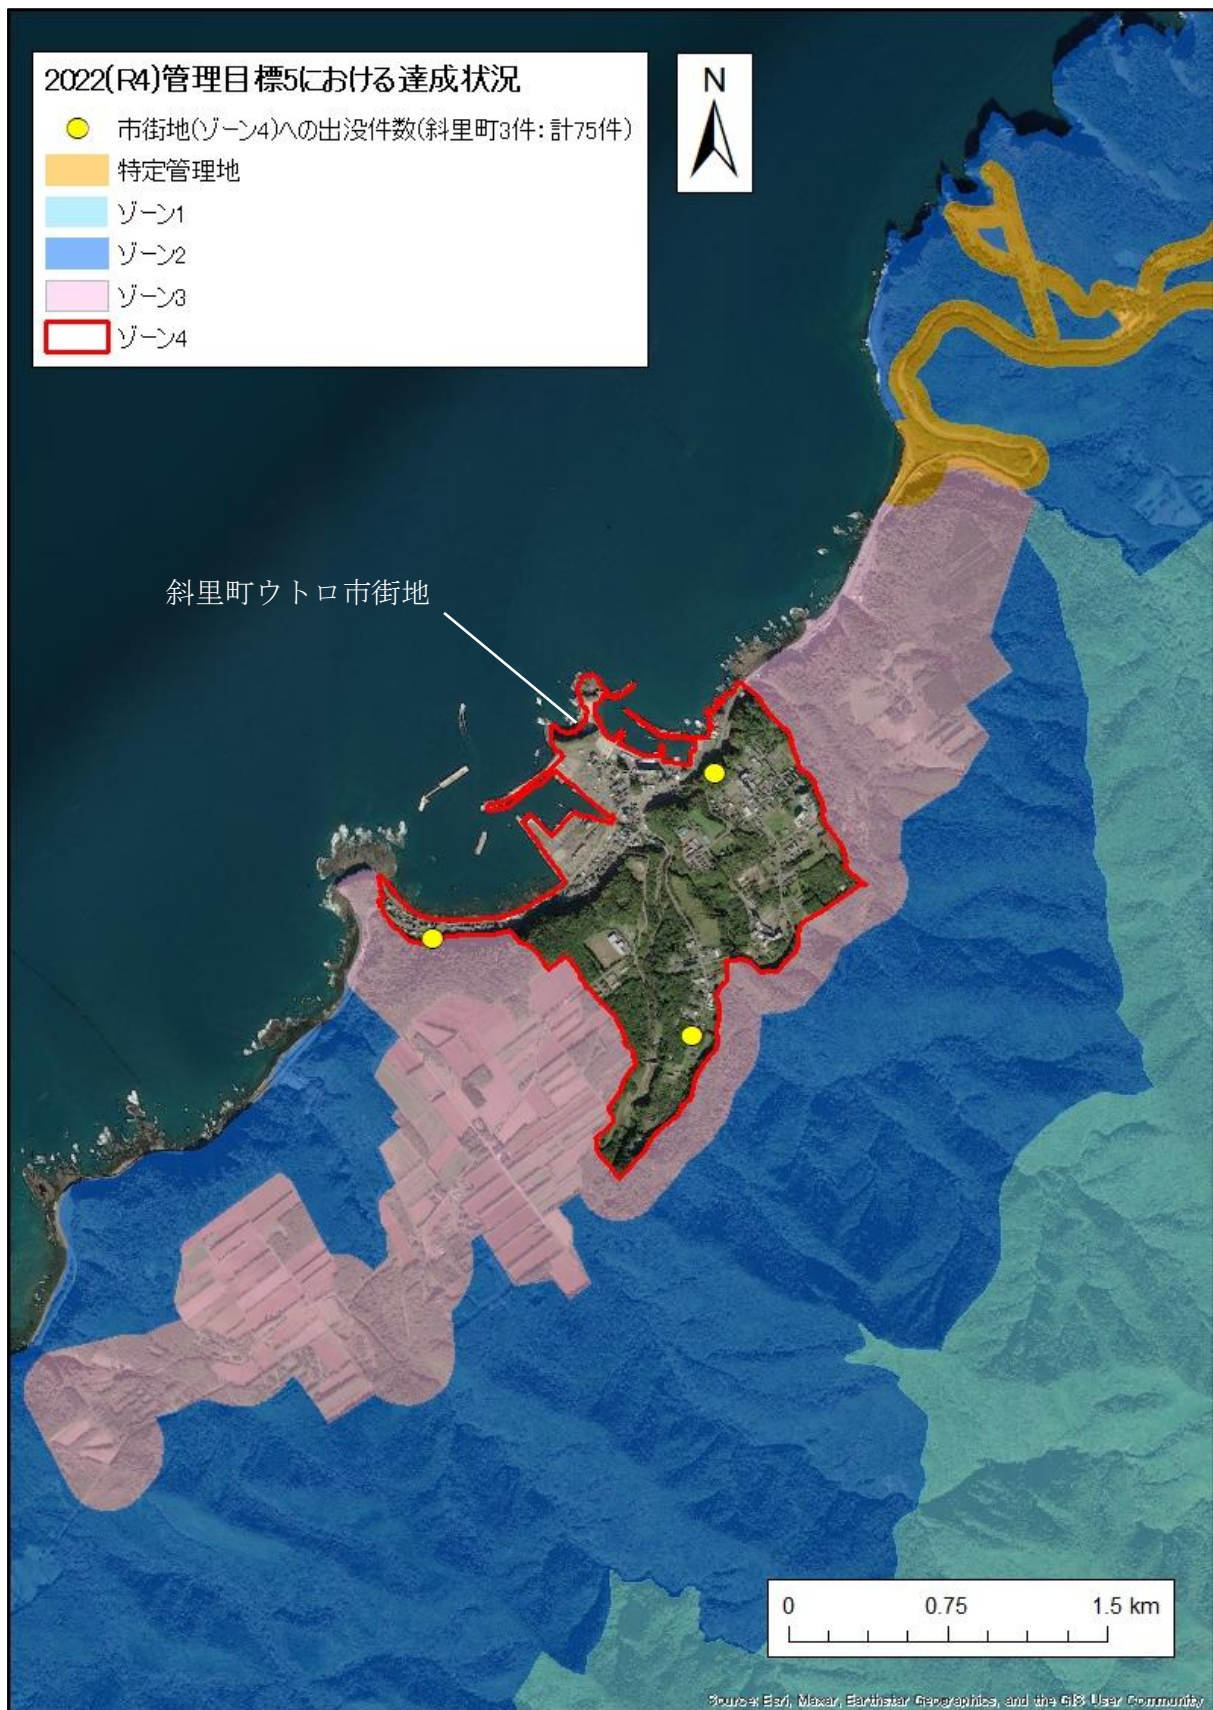 2022(R4)管理目標5における達成状況
市街地(ゾーン4)への出没件数(斜里町3件：計75件)
特定管理地
ゾーン1
ゾーン2
ゾーン3
ゾーン4
N
斜里町ウトロ市街地
0 0.75 1.5 km
Source: Esri, Maxar, Earthstar Geographics, and the GIS User Community